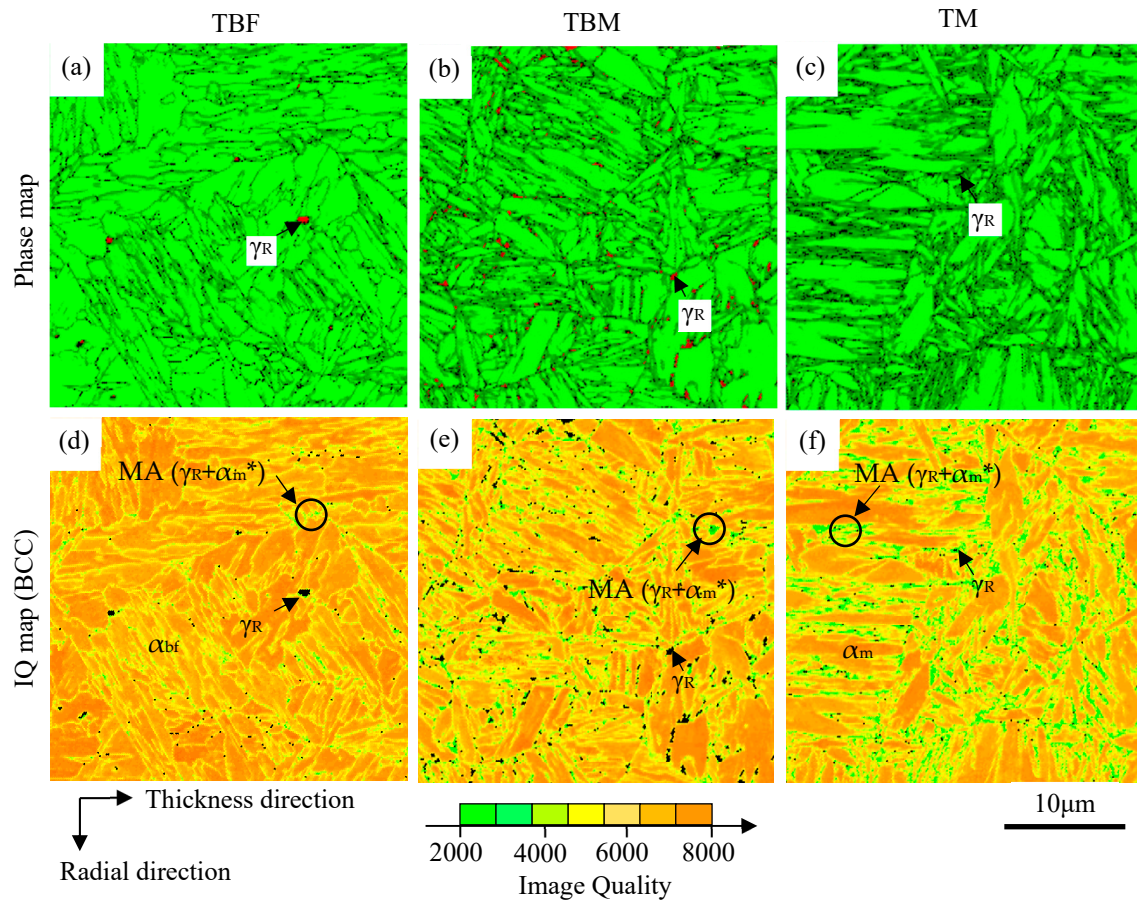 TBF TBM TM
(a) (b) (c)
Phase map
γR
γR
γR
(d) (e) (f)
IQ map (BCC)
MA (γR+αm*)
MA (γR+αm*)
MA (γR+αm*)
γR
γR
γR
αbf
αm
Thickness direction
Radial direction
2000 4000 6000 8000
Image Quality
10μm